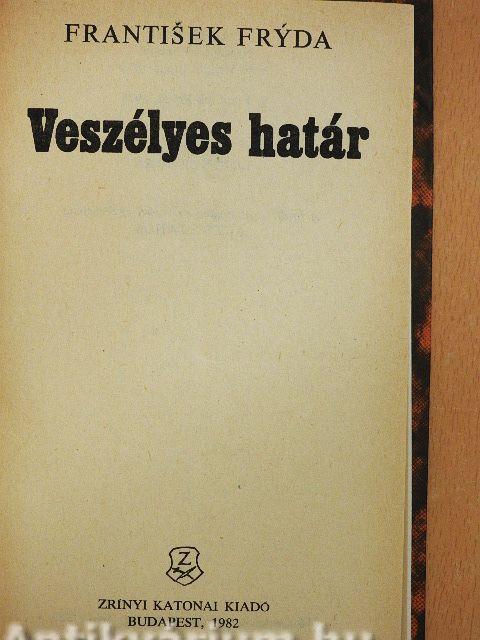 FRANTIŠEK FRÝDA
Veszélyes határ
Z
ZRÍNYI KATONAI KIADÓ
BUDAPEST, 1982